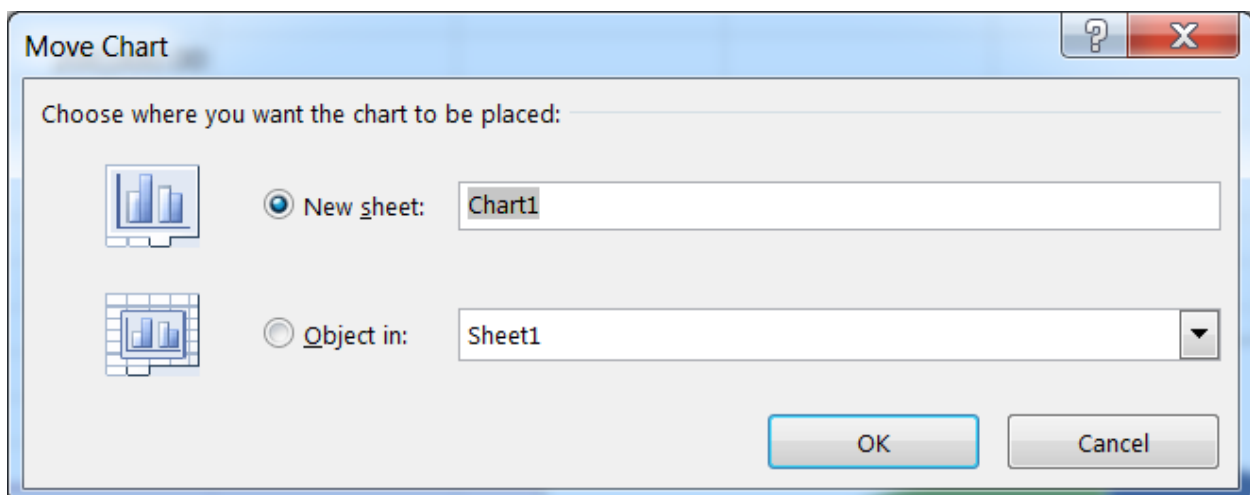 Move Chart
Choose where you want the chart to be placed:
New sheet: Chart1
Object in: Sheet1
OK Cancel